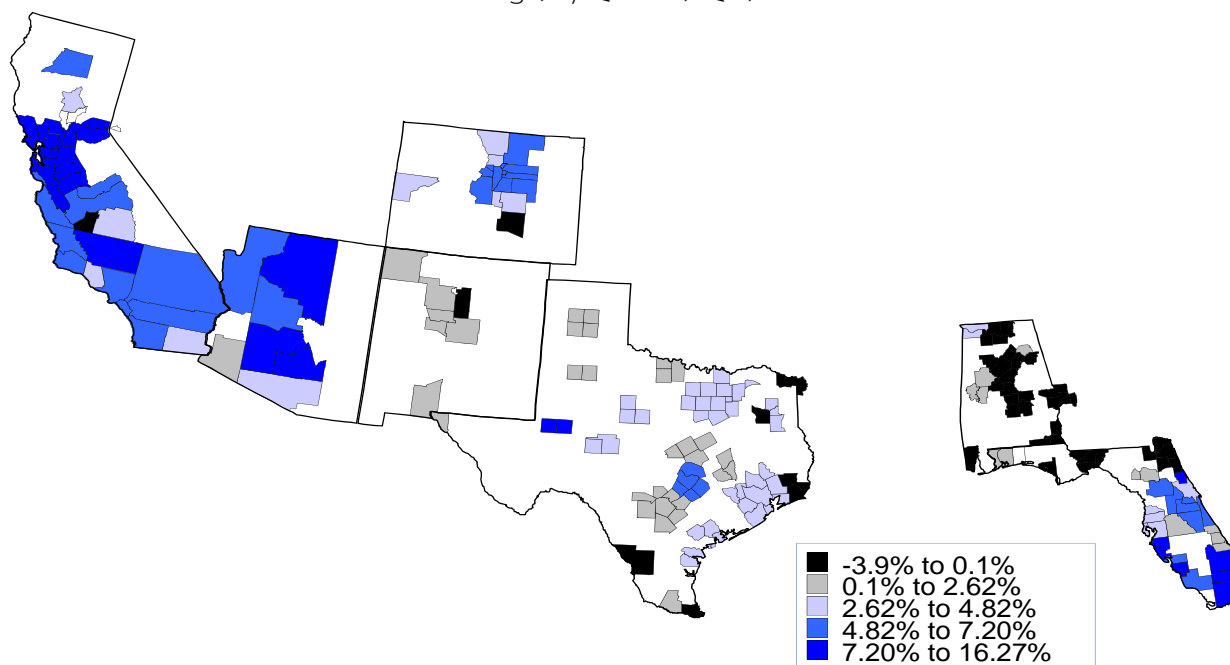 -3.9% to 0.1%
0.1% to 2.62%
2.62% to 4.82%
4.82% to 7.20%
7.20% to 16.27%